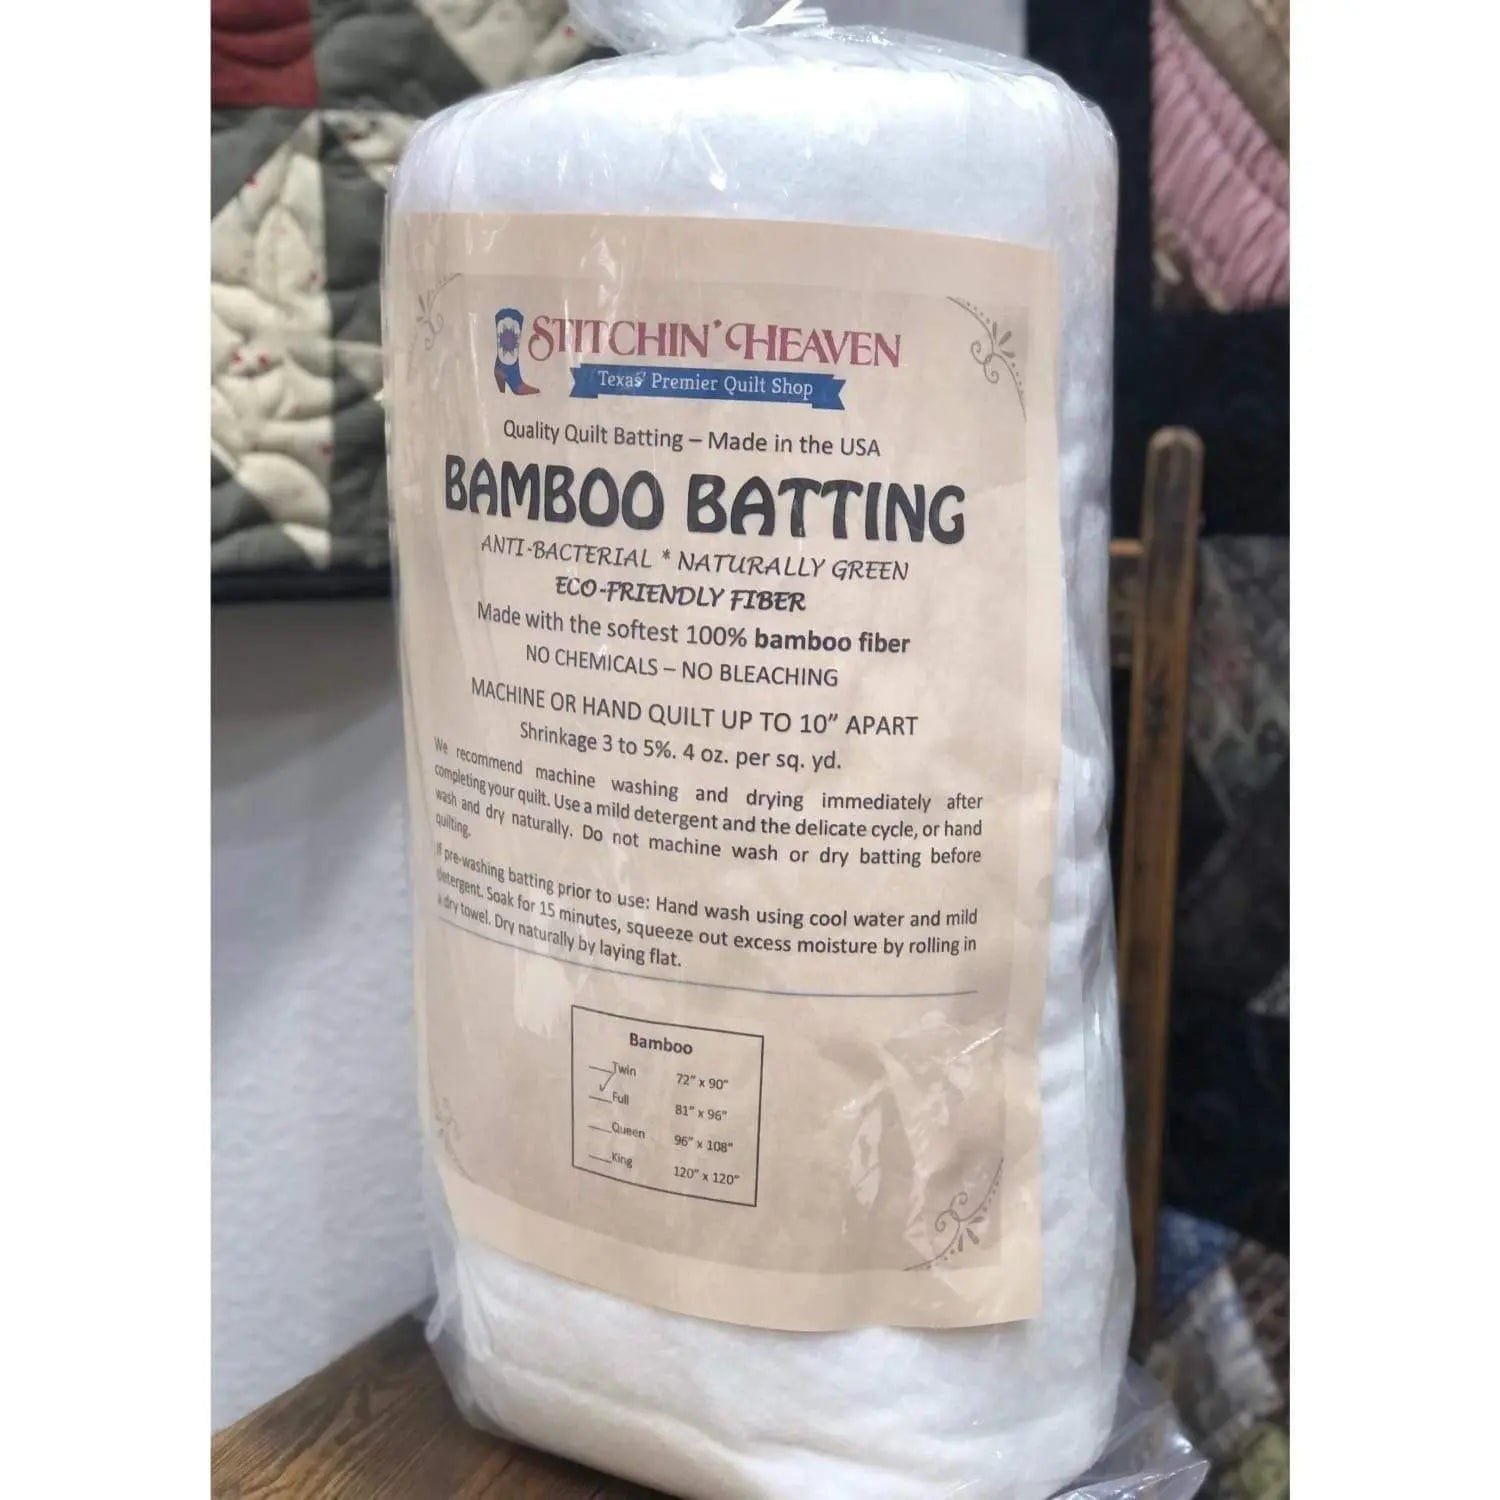 STITCHIN' HEAVEN
Texas' Premier Quilt Shop
Quality Quilt Batting – Made in the USA
BAMBOO BATTING
ANTI-BACTERIAL * NATURALLY GREEN
ECO-FRIENDLY FIBER
Made with the softest 100% bamboo fiber
NO CHEMICALS – NO BLEACHING
MACHINE OR HAND QUILT UP TO 10" APART
Shrinkage 3 to 5%. 4 oz. per sq. yd.
We recommend machine washing and drying immediately after
completing your quilt. Use a mild detergent and the delicate cycle, or hand
wash and dry naturally. Do not machine wash or dry batting before
quilting.
If pre-washing batting prior to use: Hand wash using cool water and mild
detergent. Soak for 15 minutes, squeeze out excess moisture by rolling in
a dry towel. Dry naturally by laying flat.
Bamboo
___Twin 72" x 90"
✓___Full 81" x 96"
___Queen 96" x 108"
___King 120" x 120"